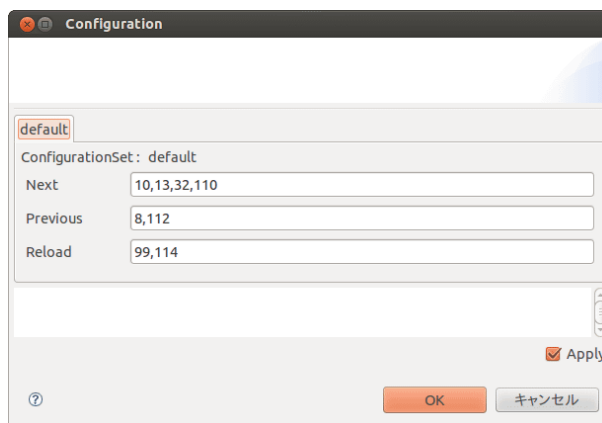 Configuration
default
ConfigurationSet: default
Next 10,13,32,110
Previous 8,112
Reload 99,114
Apply
? OK キャンセル